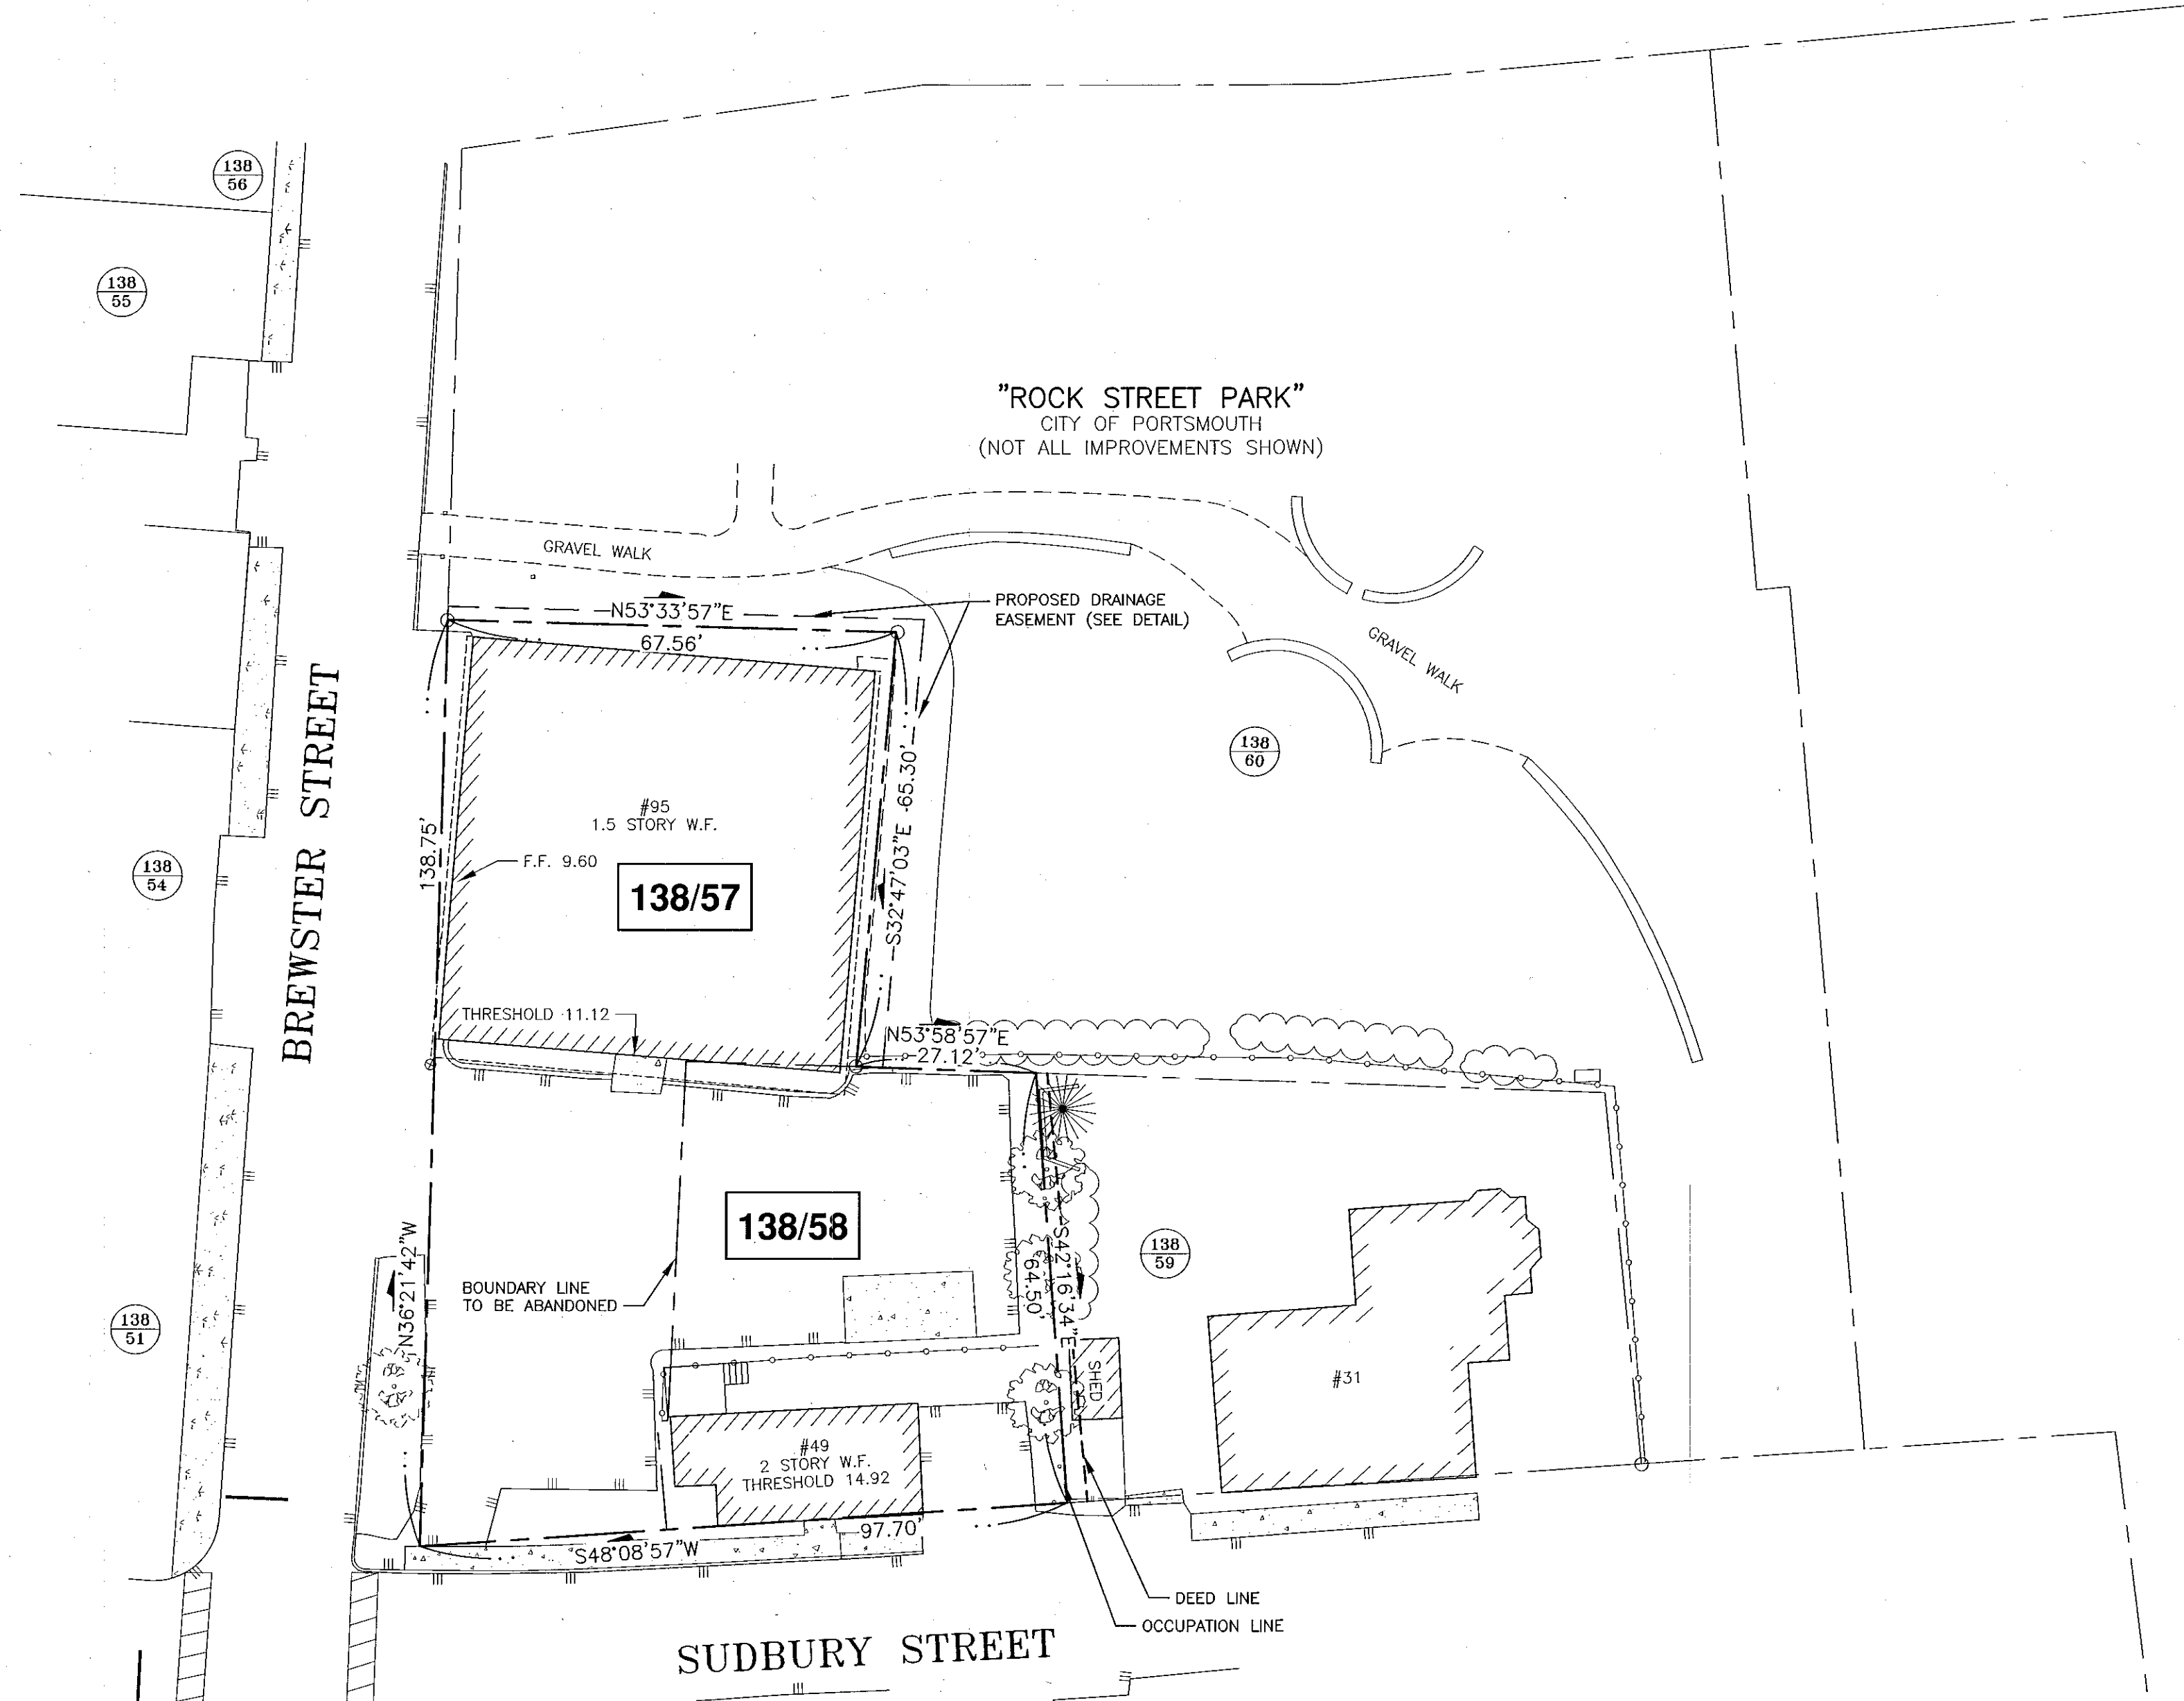 138
56
138
55
"ROCK STREET PARK"
CITY OF PORTSMOUTH
(NOT ALL IMPROVEMENTS SHOWN)
GRAVEL WALK
N53°33'57"E
67.56'
PROPOSED DRAINAGE
EASEMENT (SEE DETAIL)
GRAVEL WALK
BREWSTER STREET
138
60
#95
1.5 STORY W.F.
F.F. 9.60
138/57
138.75'
S32°47'03"E
65.30'
138
54
THRESHOLD 11.12
N53°58'57"E
27.12'
138/58
N36°21'42"W
BOUNDARY LINE
TO BE ABANDONED
S42°16'34"E
64.50'
138
59
138
51
SHED
#31
#49
2 STORY W.F.
THRESHOLD 14.92
97.70'
S48°08'57"W
DEED LINE
OCCUPATION LINE
SUDBURY STREET